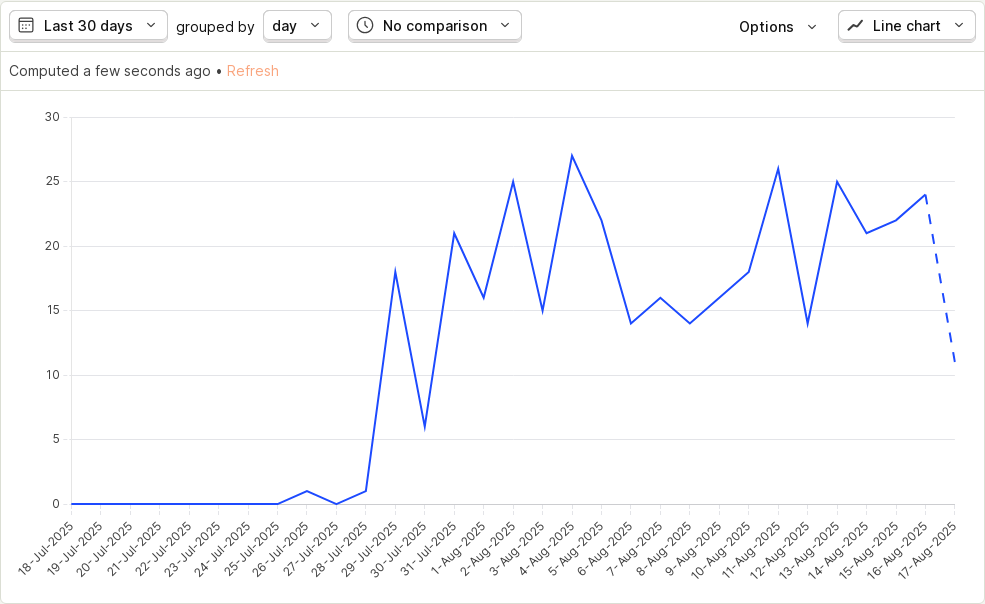 Last 30 days grouped by day No comparison Options Line chart
Computed a few seconds ago • Refresh
30
25
20
15
10
5
0
18-Jul-2025
19-Jul-2025
20-Jul-2025
21-Jul-2025
22-Jul-2025
23-Jul-2025
24-Jul-2025
25-Jul-2025
26-Jul-2025
27-Jul-2025
28-Jul-2025
29-Jul-2025
30-Jul-2025
31-Jul-2025
1-Aug-2025
2-Aug-2025
3-Aug-2025
4-Aug-2025
5-Aug-2025
6-Aug-2025
7-Aug-2025
8-Aug-2025
9-Aug-2025
10-Aug-2025
11-Aug-2025
12-Aug-2025
13-Aug-2025
14-Aug-2025
15-Aug-2025
16-Aug-2025
17-Aug-2025